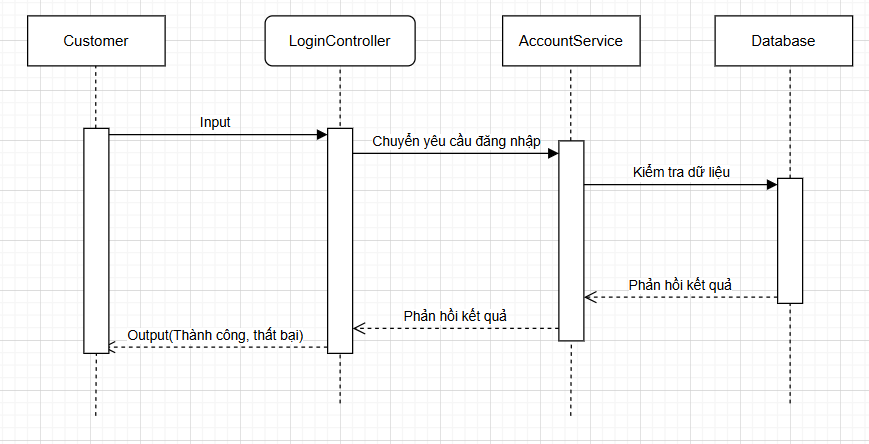 Customer
LoginController
AccountService
Database
Input
Chuyển yêu cầu đăng nhập
Kiểm tra dữ liệu
Phản hồi kết quả
Phản hồi kết quả
Output(Thành công, thất bại)